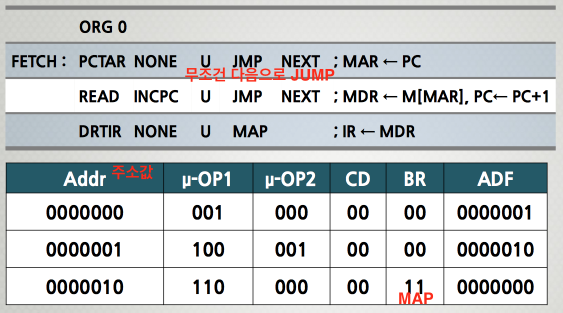 ORG 0
FETCH : PCTAR NONE U JMP NEXT ; MAR ← PC
무조건 다음으로 JUMP
READ INCPC U JMP NEXT ; MDR ← M[MAR], PC← PC+1
DRTIR NONE U MAP ; IR ← MDR
Addr 주소값 μ-OP1 μ-OP2 CD BR ADF
0000000 001 000 00 00 0000001
0000001 100 001 00 00 0000010
0000010 110 000 00 11 0000000
MAP